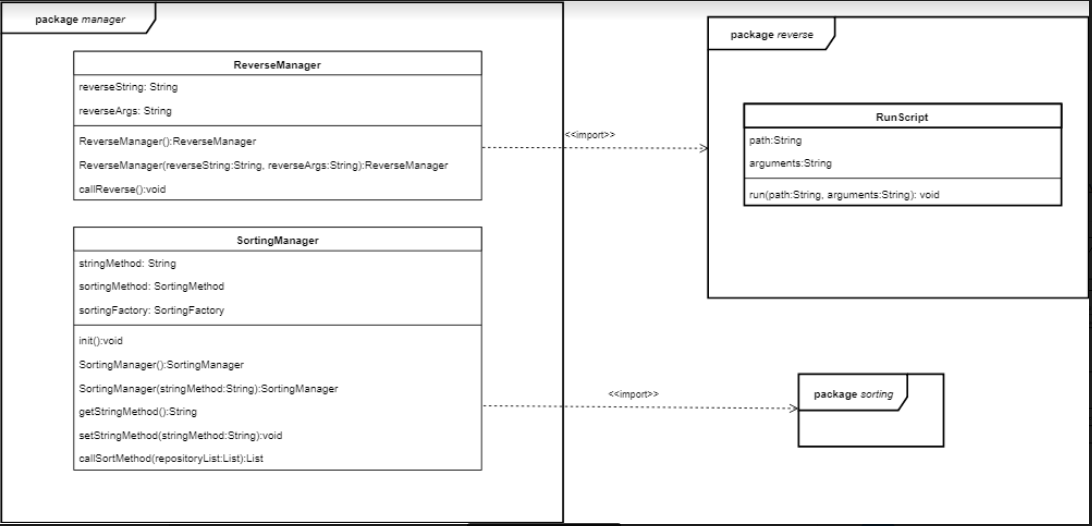 package manager
ReverseManager
reverseString: String
reverseArgs: String
ReverseManager():ReverseManager
ReverseManager(reverseString:String, reverseArgs:String):ReverseManager
callReverse():void
SortingManager
stringMethod: String
sortingMethod: SortingMethod
sortingFactory: SortingFactory
init():void
SortingManager():SortingManager
SortingManager(stringMethod:String):SortingManager
getStringMethod():String
setStringMethod(stringMethod:String):void
callSortMethod(repositoryList:List):List
<<import>>
package reverse
RunScript
path:String
arguments:String
run(path:String, arguments:String): void
<<import>>
package sorting